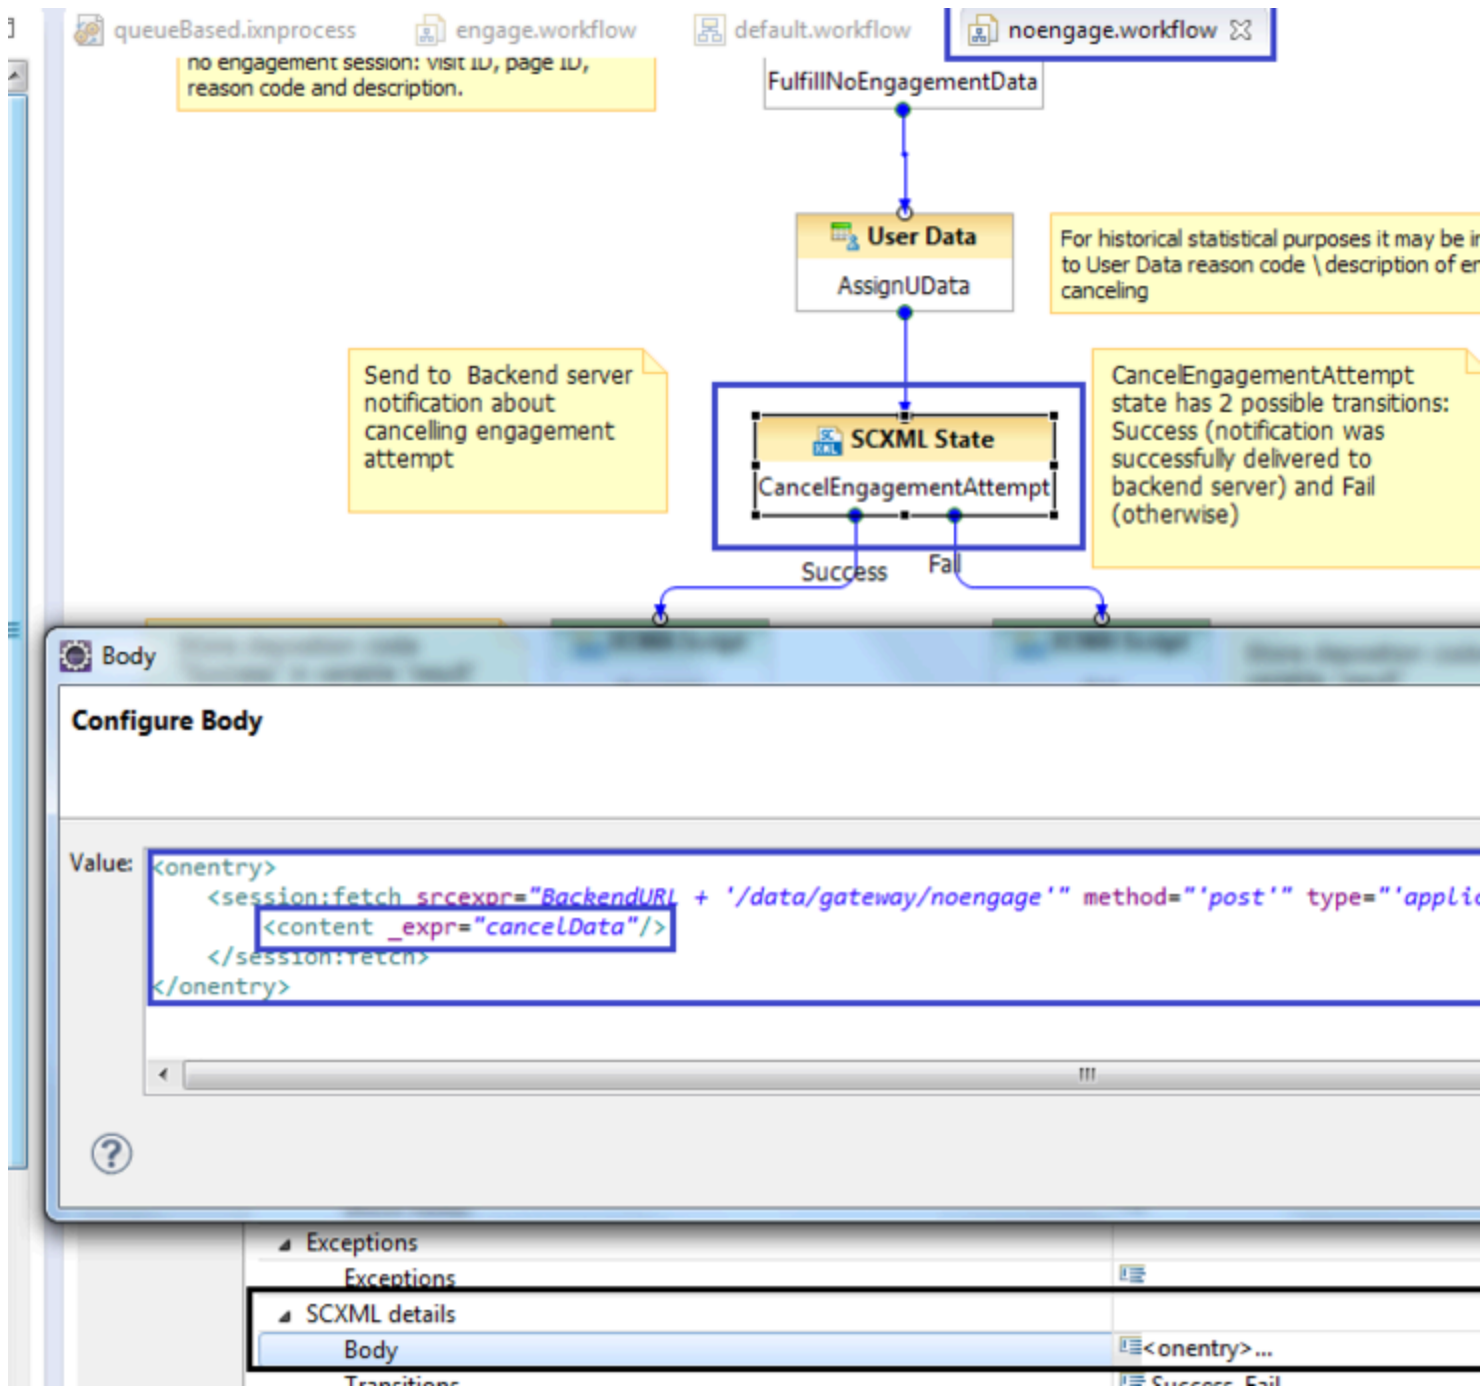 queueBased.ixnprocess
engage.workflow
default.workflow
noengage.workflow
no engagement session: visit ID, page ID,
reason code and description.
FulfillNoEngagementData
User Data
AssignUData
For historical statistical purposes it may be
to User Data reason code \ description of
canceling
Send to Backend server
notification about
cancelling engagement
attempt
SCXML State
CancelEngagementAttempt
CancelEngagementAttempt
state has 2 possible transitions:
Success (notification was
successfully delivered to
backend server) and Fail
(otherwise)
Success
Fail
Body
Configure Body
Value:
<onentry>
<session:fetch srcexpr="BackendURL + '/data/gateway/noengage'" method="'post'" type="'applic
<content _expr="cancelData"/>
</session:fetch>
</onentry>
Exceptions
Exceptions
SCXML details
Body
<onentry>...
Transitions
Success, Fail